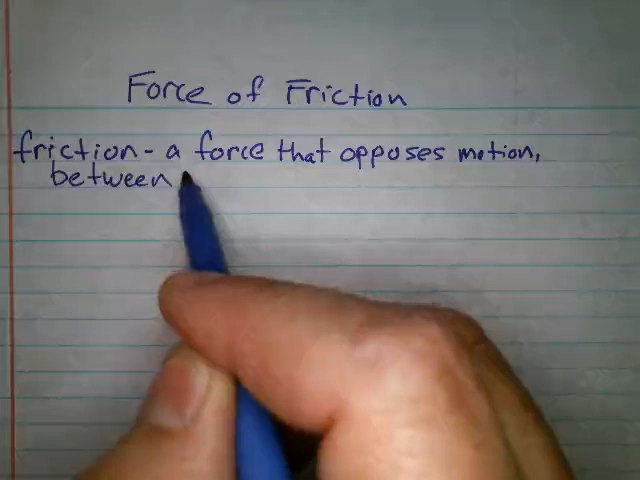 Force of Friction
friction - a force that opposes motion,
between